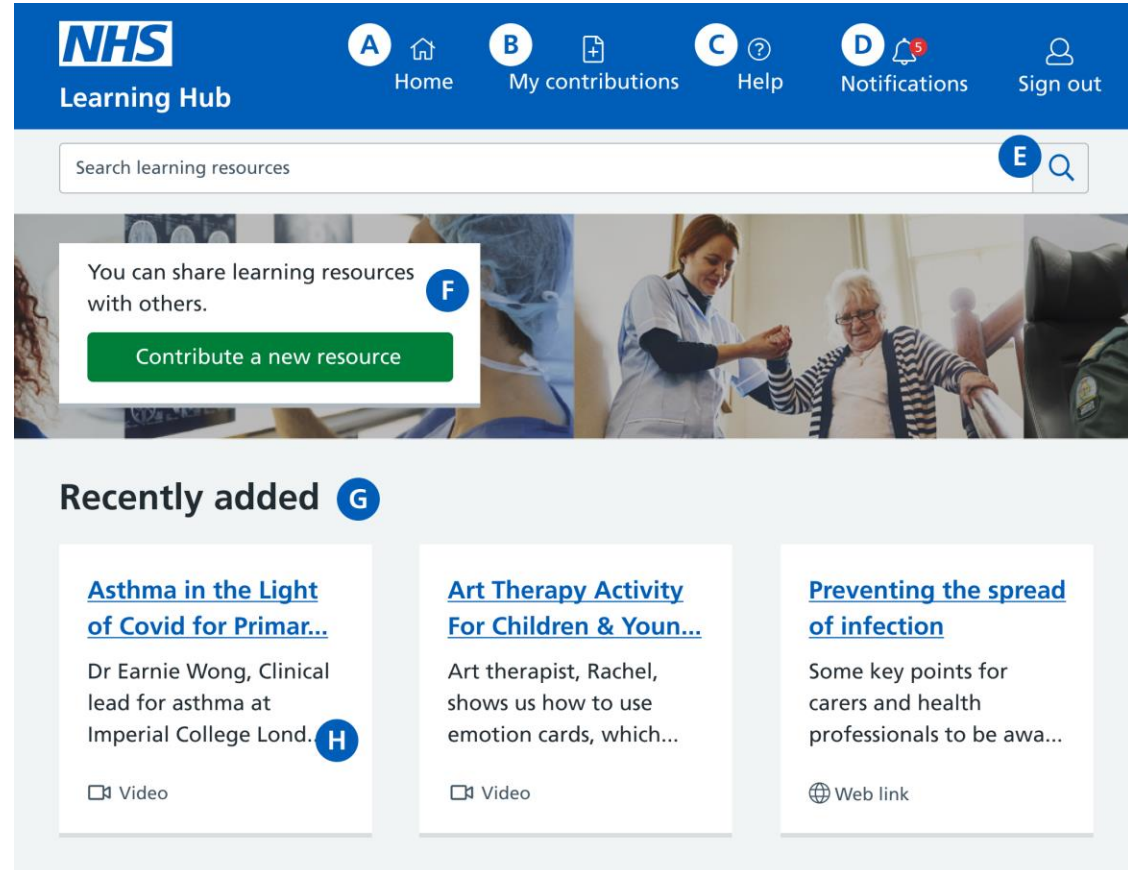 NHS
Learning Hub
A
Home
B
My contributions
C
Help
D
5
Notifications
Sign out
Search learning resources
E
You can share learning resources
with others.
F
Contribute a new resource
Recently added G
Asthma in the Light
of Covid for Primar...
Dr Earnie Wong, Clinical
lead for asthma at
Imperial College Lond..
H
Video
Art Therapy Activity
For Children & Youn...
Art therapist, Rachel,
shows us how to use
emotion cards, which...
Video
Preventing the spread
of infection
Some key points for
carers and health
professionals to be awa...
Web link